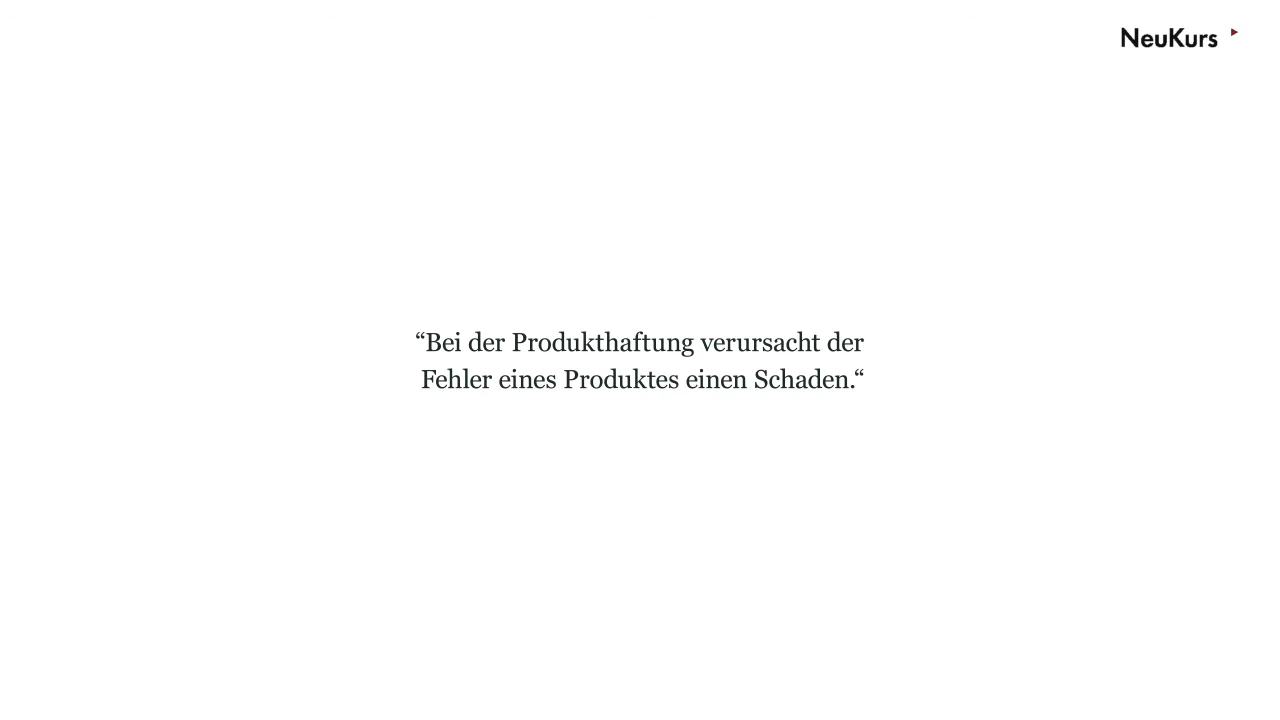 NeuKurs
“Bei der Produkthaftung verursacht der
Fehler eines Produktes einen Schaden.“